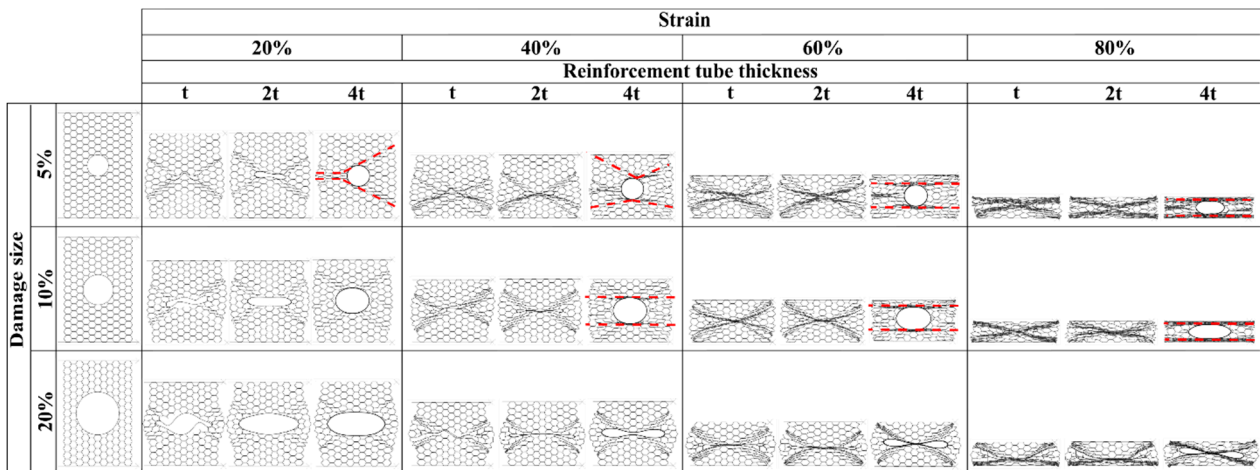 Strain
20% 40% 60% 80%
Reinforcement tube thickness
t 2t 4t t 2t 4t t 2t 4t t 2t 4t
Damage size
5%
10%
20%